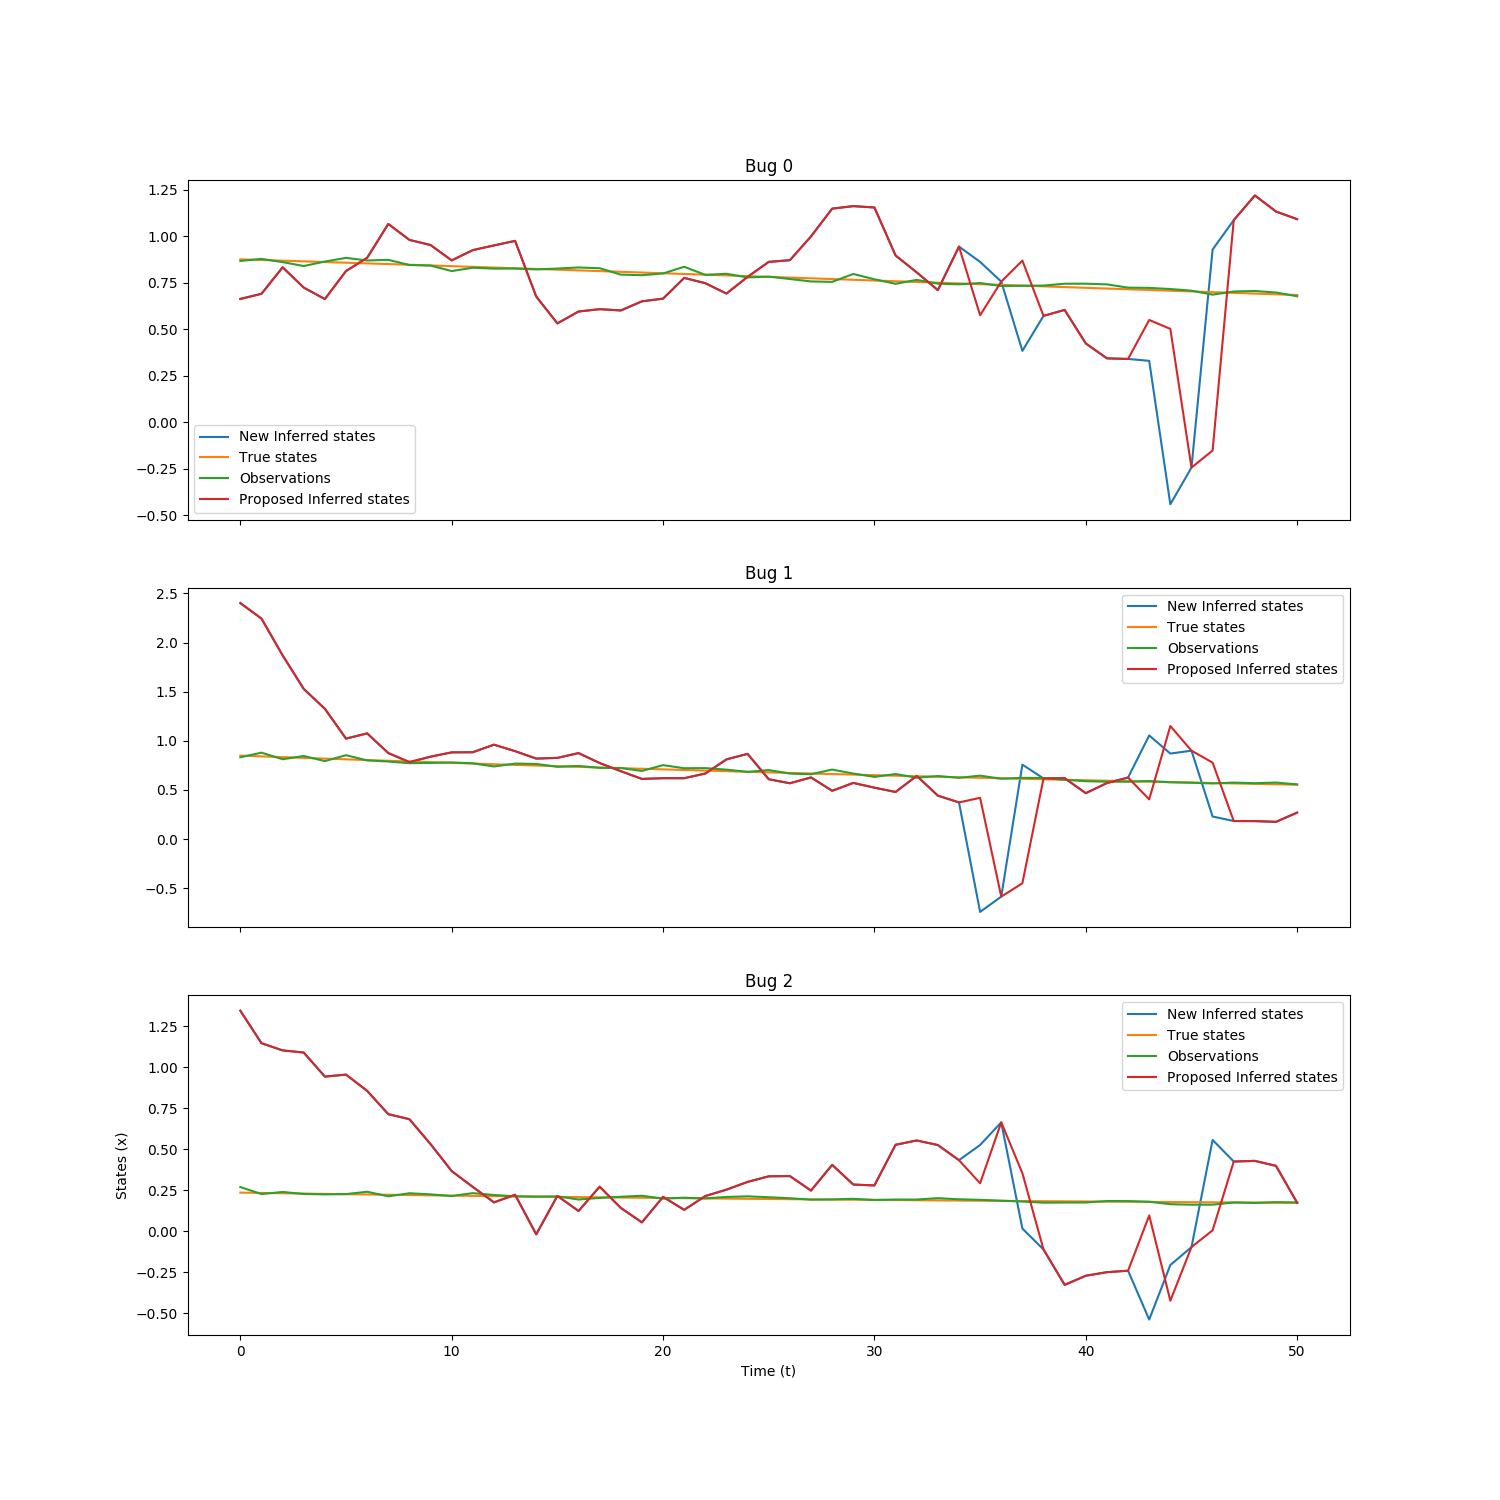 Bug 0
1.25
1.00
0.75
0.50
0.25
0.00
−0.25
−0.50
New Inferred states
True states
Observations
Proposed Inferred states
Bug 1
2.5
2.0
1.5
1.0
0.5
0.0
−0.5
New Inferred states
True states
Observations
Proposed Inferred states
Bug 2
States (x)
1.25
1.00
0.75
0.50
0.25
0.00
−0.25
−0.50
New Inferred states
True states
Observations
Proposed Inferred states
0 10 20 30 40 50
Time (t)